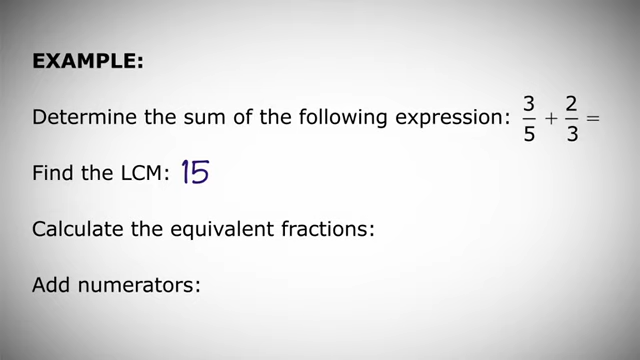 EXAMPLE:
Determine the sum of the following expression: 3/5 + 2/3 =
Find the LCM: 15
Calculate the equivalent fractions:
Add numerators: